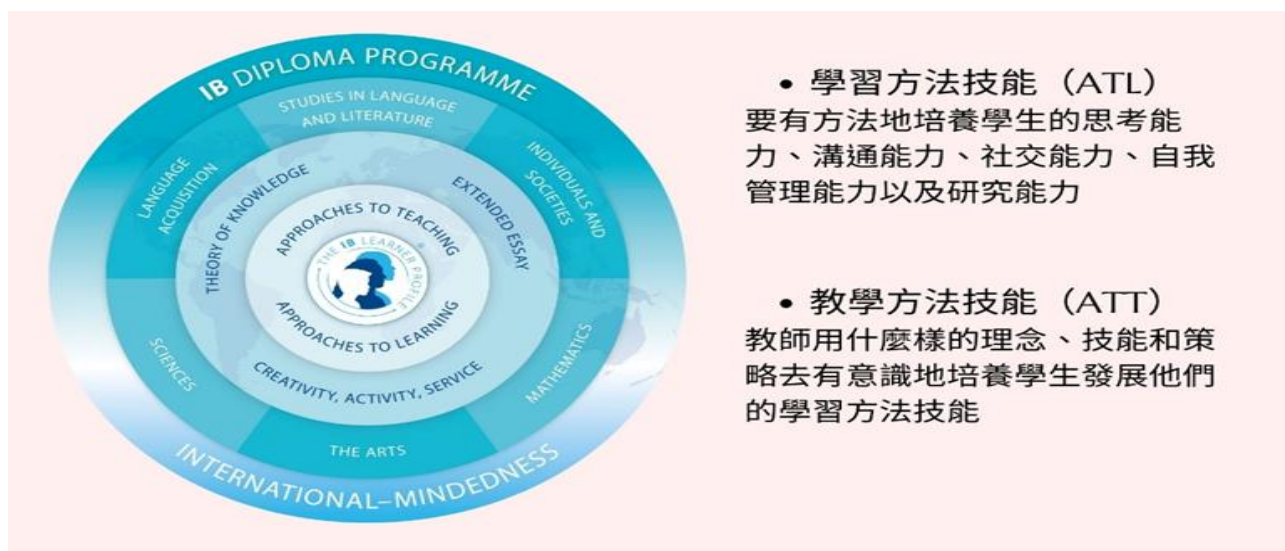 IB DIPLOMA PROGRAMME
STUDIES IN LANGUAGE
AND LITERATURE
LANGUAGE
ACQUISITION
INDIVIDUALS AND
SOCIETIES
THEORY OF KNOWLEDGE
EXTENDED ESSAY
APPROACHES TO TEACHING
THE IB LEARNER PROFILE
APPROACHES TO LEARNING
CREATIVITY, ACTIVITY, SERVICE
SCIENCES
MATHEMATICS
THE ARTS
INTERNATIONAL-MINDEDNESS
• 學習方法技能（ATL）
要有方法地培養學生的思考能
力、溝通能力、社交能力、自我
管理能力以及研究能力
• 教學方法技能（ATT）
教師用什麼樣的理念、技能和策
略去有意識地培養學生發展他們
的學習方法技能